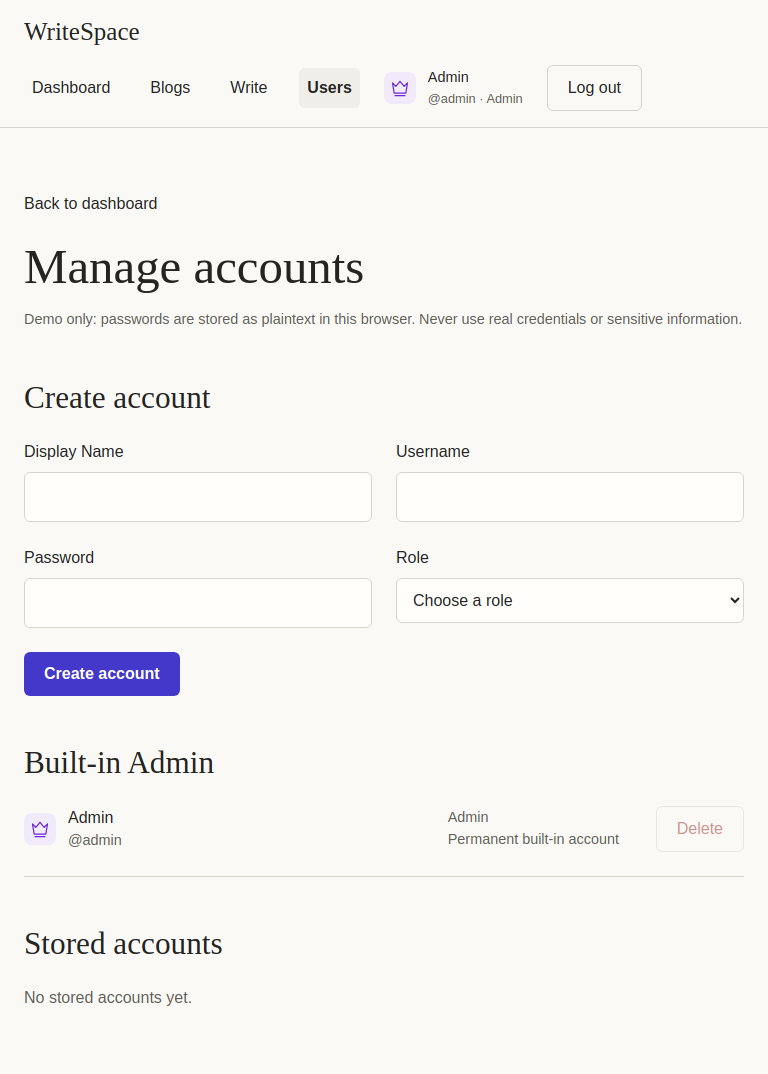 WriteSpace
Dashboard Blogs Write Users Admin @admin · Admin Log out
Back to dashboard
Manage accounts
Demo only: passwords are stored as plaintext in this browser. Never use real credentials or sensitive information.
Create account
Display Name Username
Password Role
Choose a role
Create account
Built-in Admin
Admin Admin
@admin Permanent built-in account Delete
Stored accounts
No stored accounts yet.